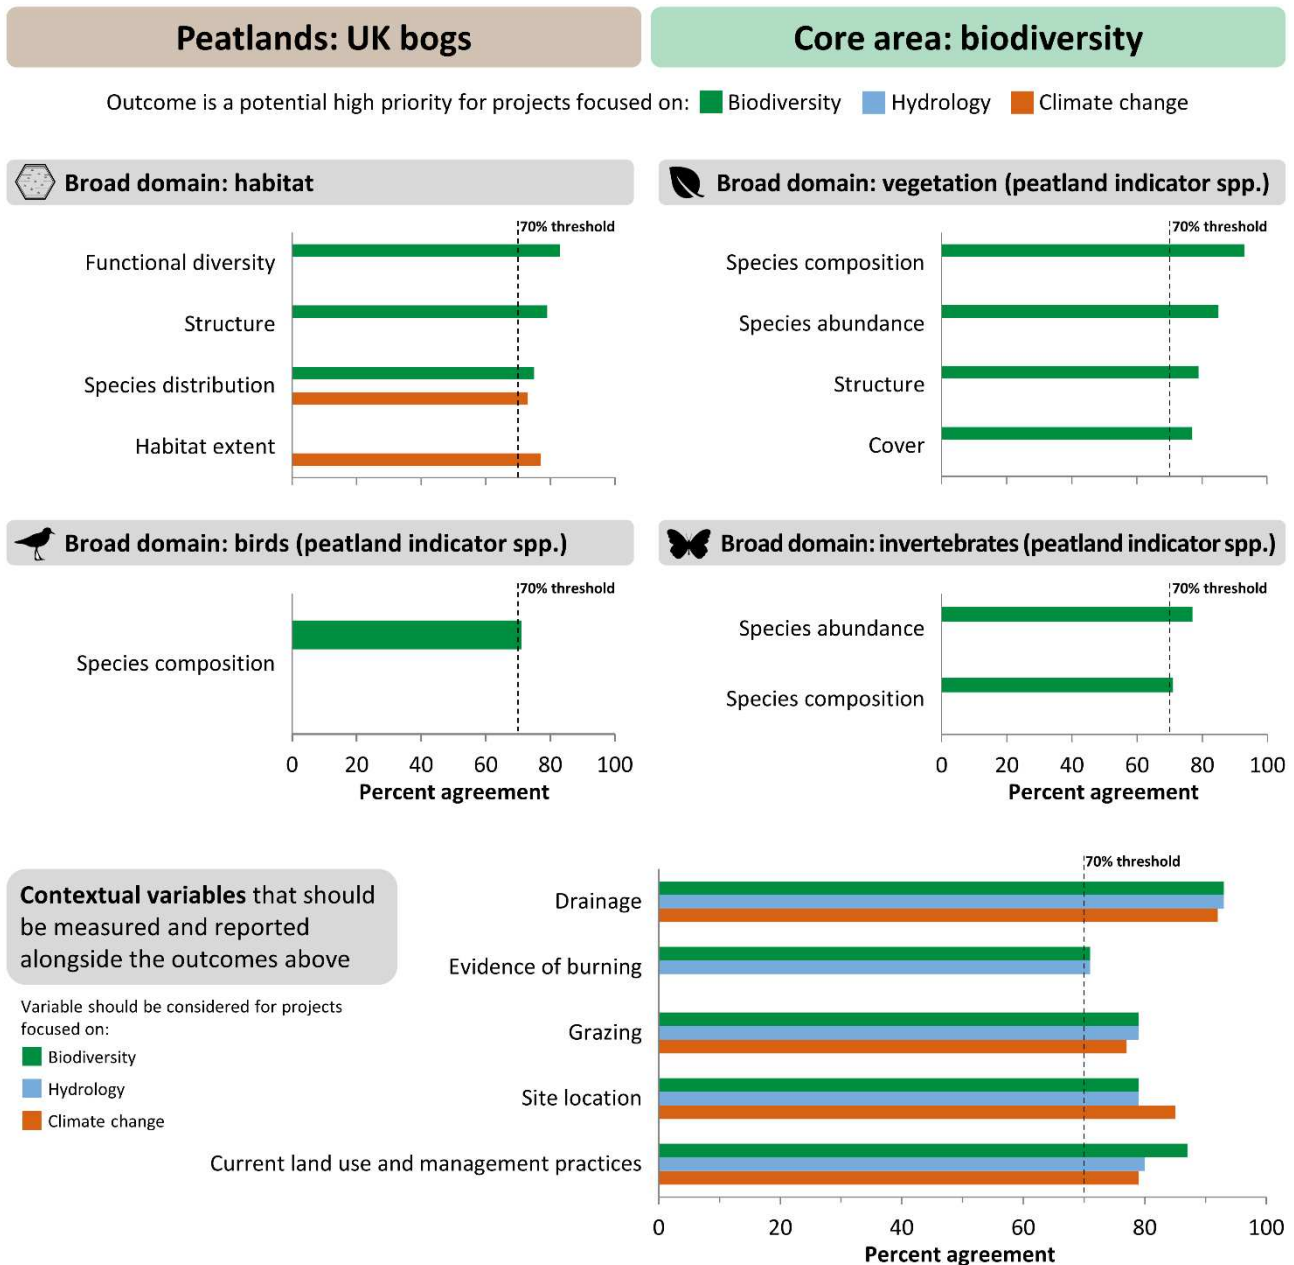 Peatlands: UK bogs
Core area: biodiversity
Outcome is a potential high priority for projects focused on: Biodiversity Hydrology Climate change
Broad domain: habitat
70% threshold
Functional diversity
Structure
Species distribution
Habitat extent
Broad domain: vegetation (peatland indicator spp.)
70% threshold
Species composition
Species abundance
Structure
Cover
Broad domain: birds (peatland indicator spp.)
70% threshold
Species composition
0 20 40 60 80 100
Percent agreement
Broad domain: invertebrates (peatland indicator spp.)
70% threshold
Species abundance
Species composition
0 20 40 60 80 100
Percent agreement
Contextual variables that should
be measured and reported
alongside the outcomes above
Variable should be considered for projects
focused on:
Biodiversity
Hydrology
Climate change
70% threshold
Drainage
Evidence of burning
Grazing
Site location
Current land use and management practices
0 20 40 60 80 100
Percent agreement